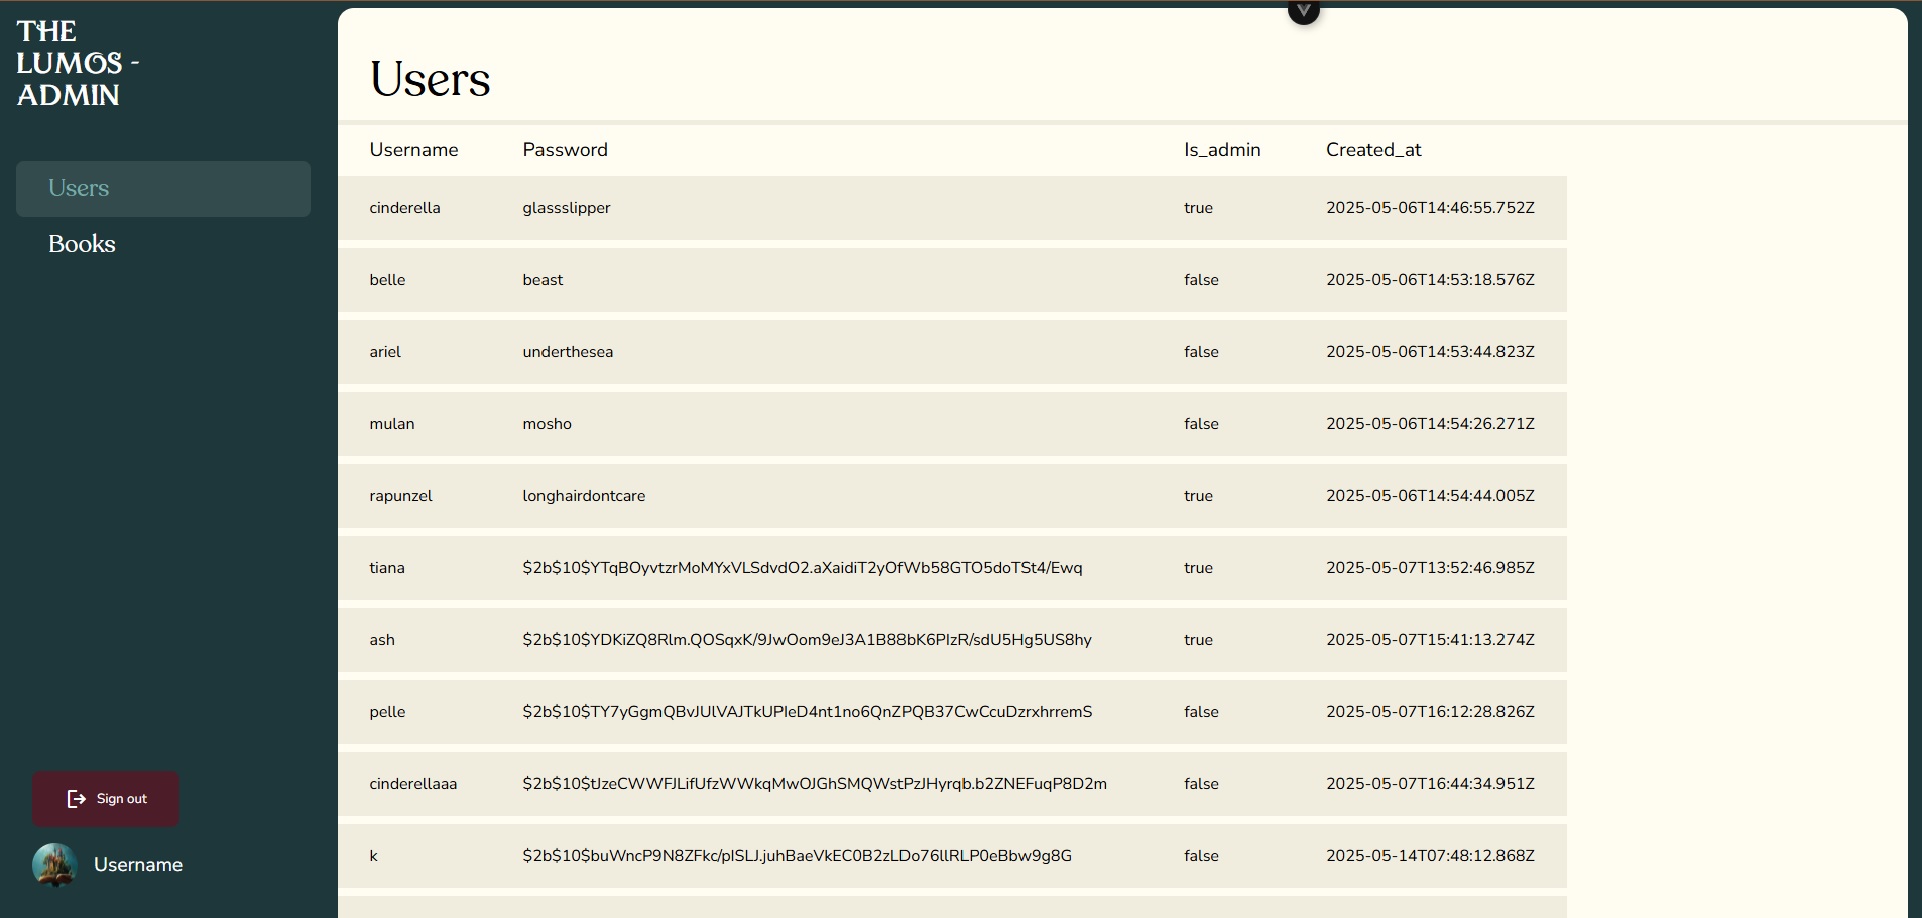 THE
LUMOS -
ADMIN
Users
Books
Sign out
Username
Users
Username Password Is_admin Created_at
cinderella glassslipper true 2025-05-06T14:46:55.752Z
belle beast false 2025-05-06T14:53:18.576Z
ariel underthesea false 2025-05-06T14:53:44.823Z
mulan mosho false 2025-05-06T14:54:26.271Z
rapunzel longhairdontcare true 2025-05-06T14:54:44.005Z
tiana $2b$10$YTqBOyvtzrMoMYxVLSdvdO2.aXaidiT2yOfWb58GTO5doTSt4/Ewq true 2025-05-07T13:52:46.985Z
ash $2b$10$YDKiZQ8Rlm.QOSqxK/9JwOom9eJ3A1B88bK6PIzR/sdU5Hg5US8hy true 2025-05-07T15:41:13.274Z
pelle $2b$10$TY7yGgmQBvJUlVAJTkUPIeD4nt1no6QnZPQB37CwCcuDzrxhrremS false 2025-05-07T16:12:28.826Z
cinderellaaa $2b$10$tJzeCWWFJLifUfzWWkqMwOJGhSMQWstPzJHyrqb.b2ZNEFuqP8D2m false 2025-05-07T16:44:34.951Z
k $2b$10$buWncP9N8ZFkc/pISLJ.juhBaeVkEC0B2zLDo76llRLP0eBbw9g8G false 2025-05-14T07:48:12.868Z